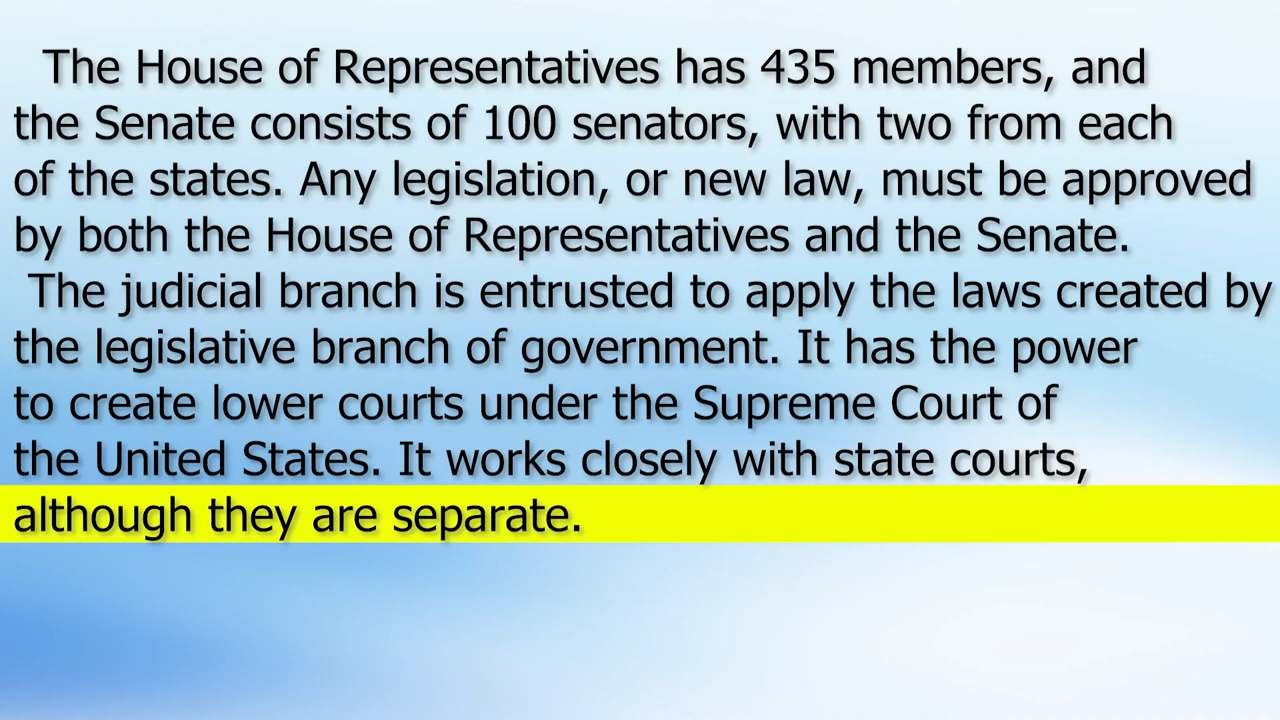 The House of Representatives has 435 members, and
the Senate consists of 100 senators, with two from each
of the states. Any legislation, or new law, must be approved
by both the House of Representatives and the Senate.
The judicial branch is entrusted to apply the laws created by
the legislative branch of government. It has the power
to create lower courts under the Supreme Court of
the United States. It works closely with state courts,
although they are separate.